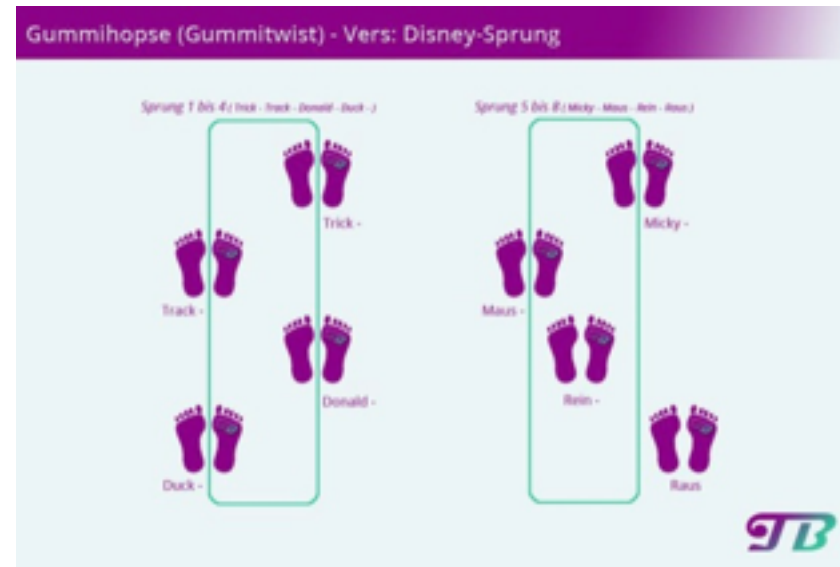 Gummihopse (Gummitwist) - Vers: Disney-Sprung
Sprung 1 bis 4 ( Trick - Track - Donald - Duck - )
Trick -
Track -
Donald -
Duck -
Sprung 5 bis 8 ( Micky - Maus - Rein - Raus )
Micky -
Maus -
Rein -
Raus
TB